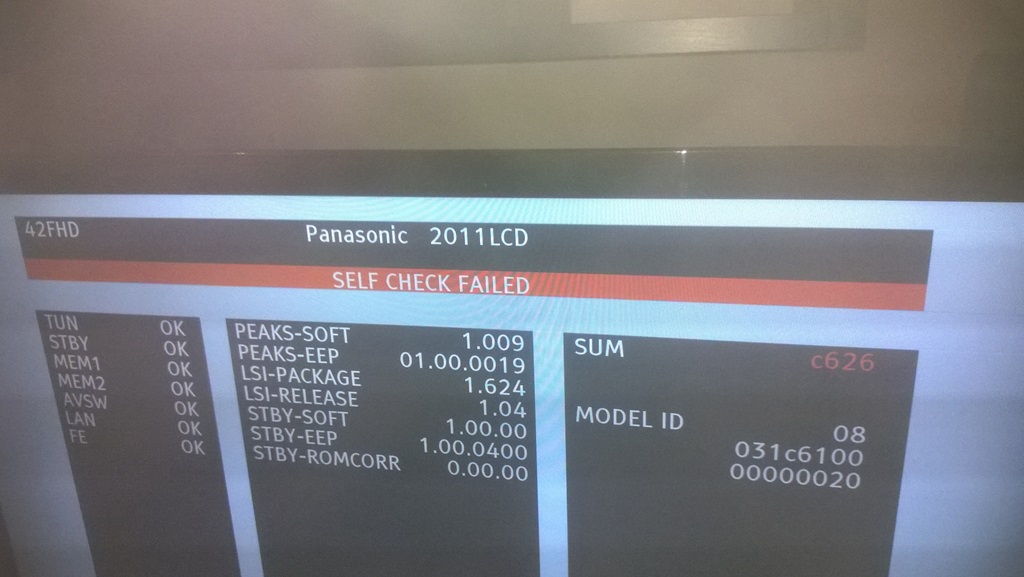 42FHD
Panasonic 2011LCD
SELF CHECK FAILED
TUN OK
STBY OK
MEM1 OK
MEM2 OK
AVSW OK
LAN OK
FE OK
PEAKS-SOFT 1.009
PEAKS-EEP 01.00.0019
LSI-PACKAGE 1.624
LSI-RELEASE 1.04
STBY-SOFT 1.00.00
STBY-EEP 1.00.0400
STBY-ROMCORR 0.00.00
SUM c626
MODEL ID 08
031c6100
00000020